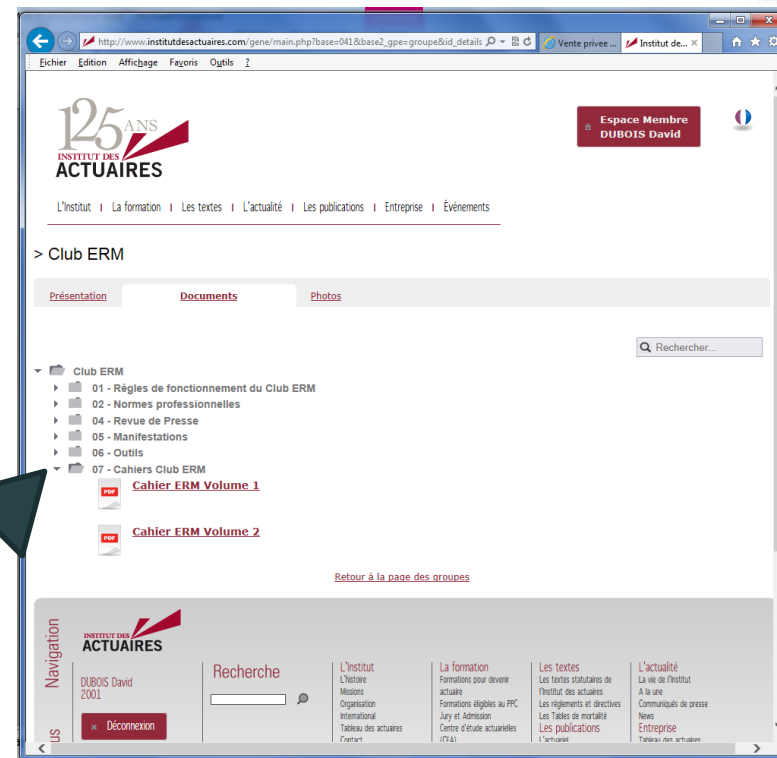 http://www.institutdesactuaires.com/gene/main.php?base=041&base2_gpe=groupe&id_details
Vente privee ...
Institut de...
Fichier Edition Affichage Favoris Outils ?
125 ANS
INSTITUT DES
ACTUAIRES
Espace Membre
DUBOIS David
L'Institut I La formation I Les textes I L'actualité I Les publications I Entreprise I Événements
> Club ERM
Présentation Documents Photos
Rechercher...
Club ERM
01 - Règles de fonctionnement du Club ERM
02 - Normes professionnelles
04 - Revue de Presse
05 - Manifestations
06 - Outils
07 - Cahiers Club ERM
PDF Cahier ERM Volume 1
PDF Cahier ERM Volume 2
Retour à la page des groupes
Navigation
INSTITUT DES
ACTUAIRES
DUBOIS David
2001
× Déconnexion
Recherche
L'Institut
L'histoire
Missions
Organisation
International
Tableau des actuaires
Contact
La formation
Formations pour devenir
actuaire
Formations éligibles au PPC
Jury et Admission
Centre d'étude actuarielles
(CEA)
Les textes
Les textes statutaires de
l'Institut des actuaires
Les règlements et directives
Les Tables de mortalité
Les publications
L'actuariel
L'actualité
La vie de l'Institut
A la une
Communiqués de presse
News
Entreprise
Tableau des actuaires